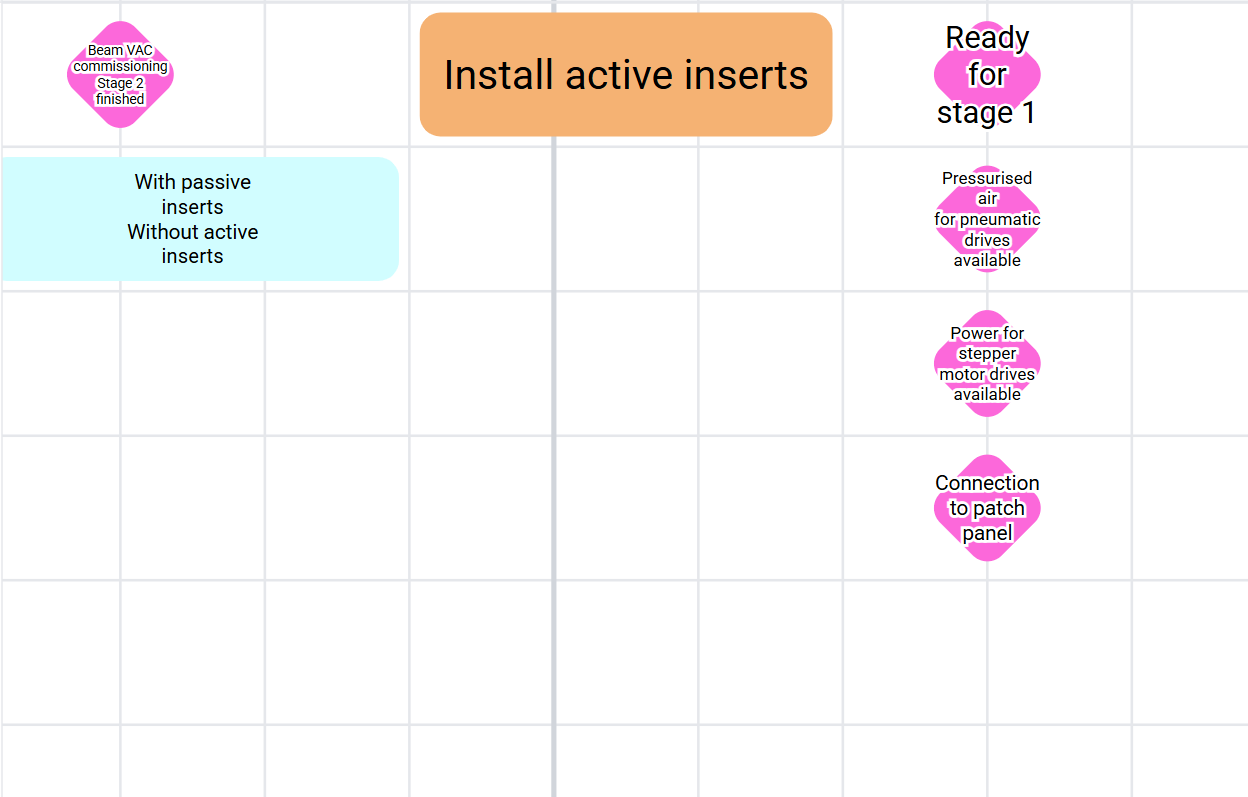 Beam VAC
commissioning
Stage 2
finished
Install active inserts
Ready
for
stage 1
With passive
inserts
Without active
inserts
Pressurised
air
for pneumatic
drives
available
Power for
stepper
motor drives
available
Connection
to patch
panel